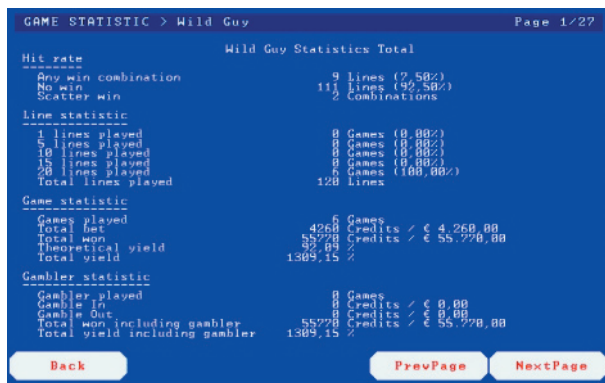 GAME STATISTIC > Wild Guy Page 1/27
Wild Guy Statistics Total
Hit rate
Any win combination 9 Lines (7,50%)
No win 111 Lines (92,50%)
Scatter win 2 Combinations
Line statistic
1 lines played 0 Games (0,00%)
5 lines played 0 Games (0,00%)
10 lines played 0 Games (0,00%)
15 lines played 0 Games (0,00%)
20 lines played 6 Games (100,00%)
Total lines played 120 Lines
Game statistic
Games played 6 Games
Total bet 4260 Credits / € 4.260,00
Total won 55770 Credits / € 55.770,00
Theoretical yield 92,09 %
Total yield 1309,15 %
Gambler statistic
Gambler played 0 Games
Gamble In 0 Credits / € 0,00
Gamble Out 0 Credits / € 0,00
Total won including gambler 55770 Credits / € 55.770,00
Total yield including gambler 1309,15 %
Back PrevPage NextPage